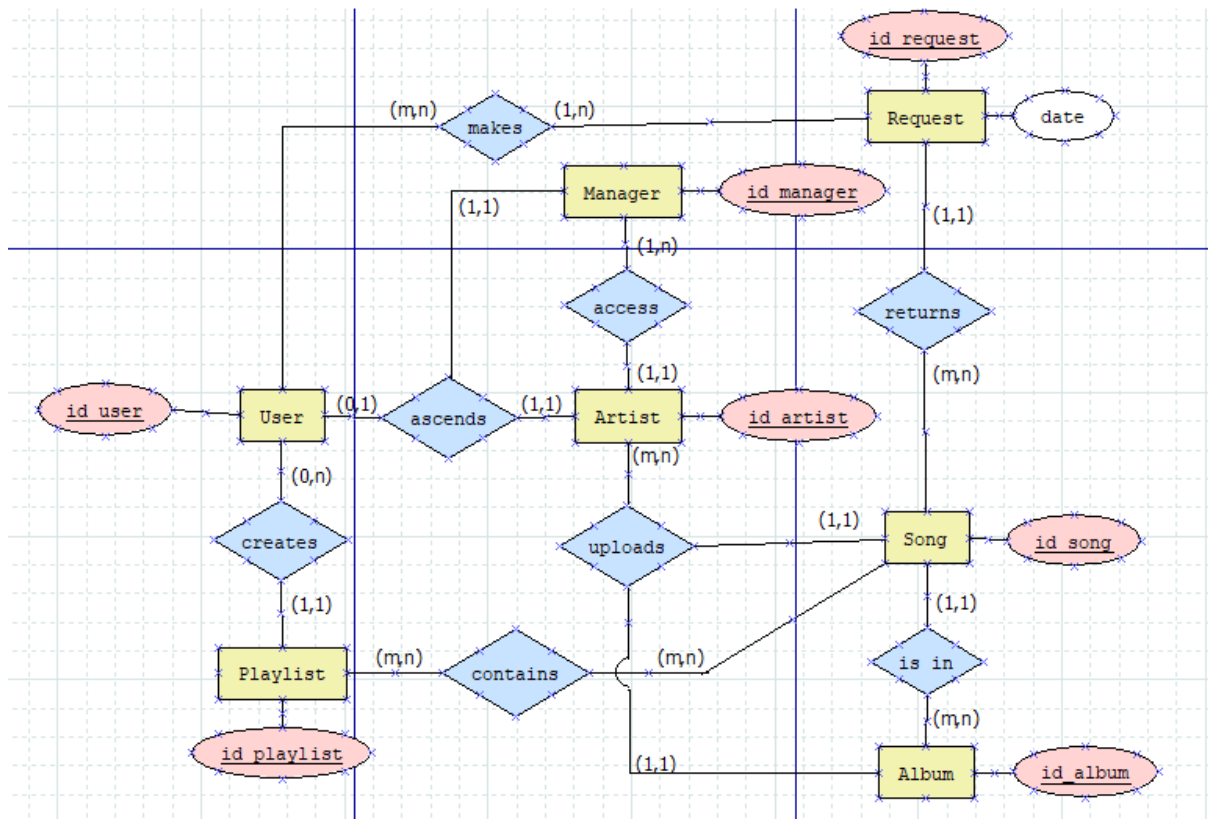 id request
(m,n)
(1,n)
makes
Request
date
Manager
id manager
(1,1)
(1,1)
(1,n)
access
returns
(1,1)
(m,n)
id user
User
(0,1)
ascends
(1,1)
Artist
id artist
(m,n)
(0,n)
creates
uploads
(1,1)
Song
id song
(1,1)
(1,1)
Playlist
(m,n)
contains
(m,n)
is in
(m,n)
id playlist
(1,1)
Album
id_album